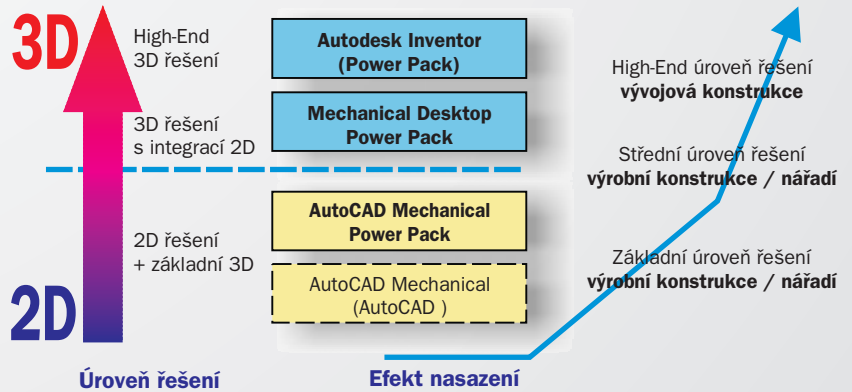 3D
High-End
3D řešení
3D řešení
s integrací 2D
2D řešení
+ základní 3D
2D
Úroveň řešení
Autodesk Inventor
(Power Pack)
Mechanical Desktop
Power Pack
AutoCAD Mechanical
Power Pack
AutoCAD Mechanical
(AutoCAD )
Efekt nasazení
High-End úroveň řešení
vývojová konstrukce
Střední úroveň řešení
výrobní konstrukce / nářadí
Základní úroveň řešení
výrobní konstrukce / nářadí